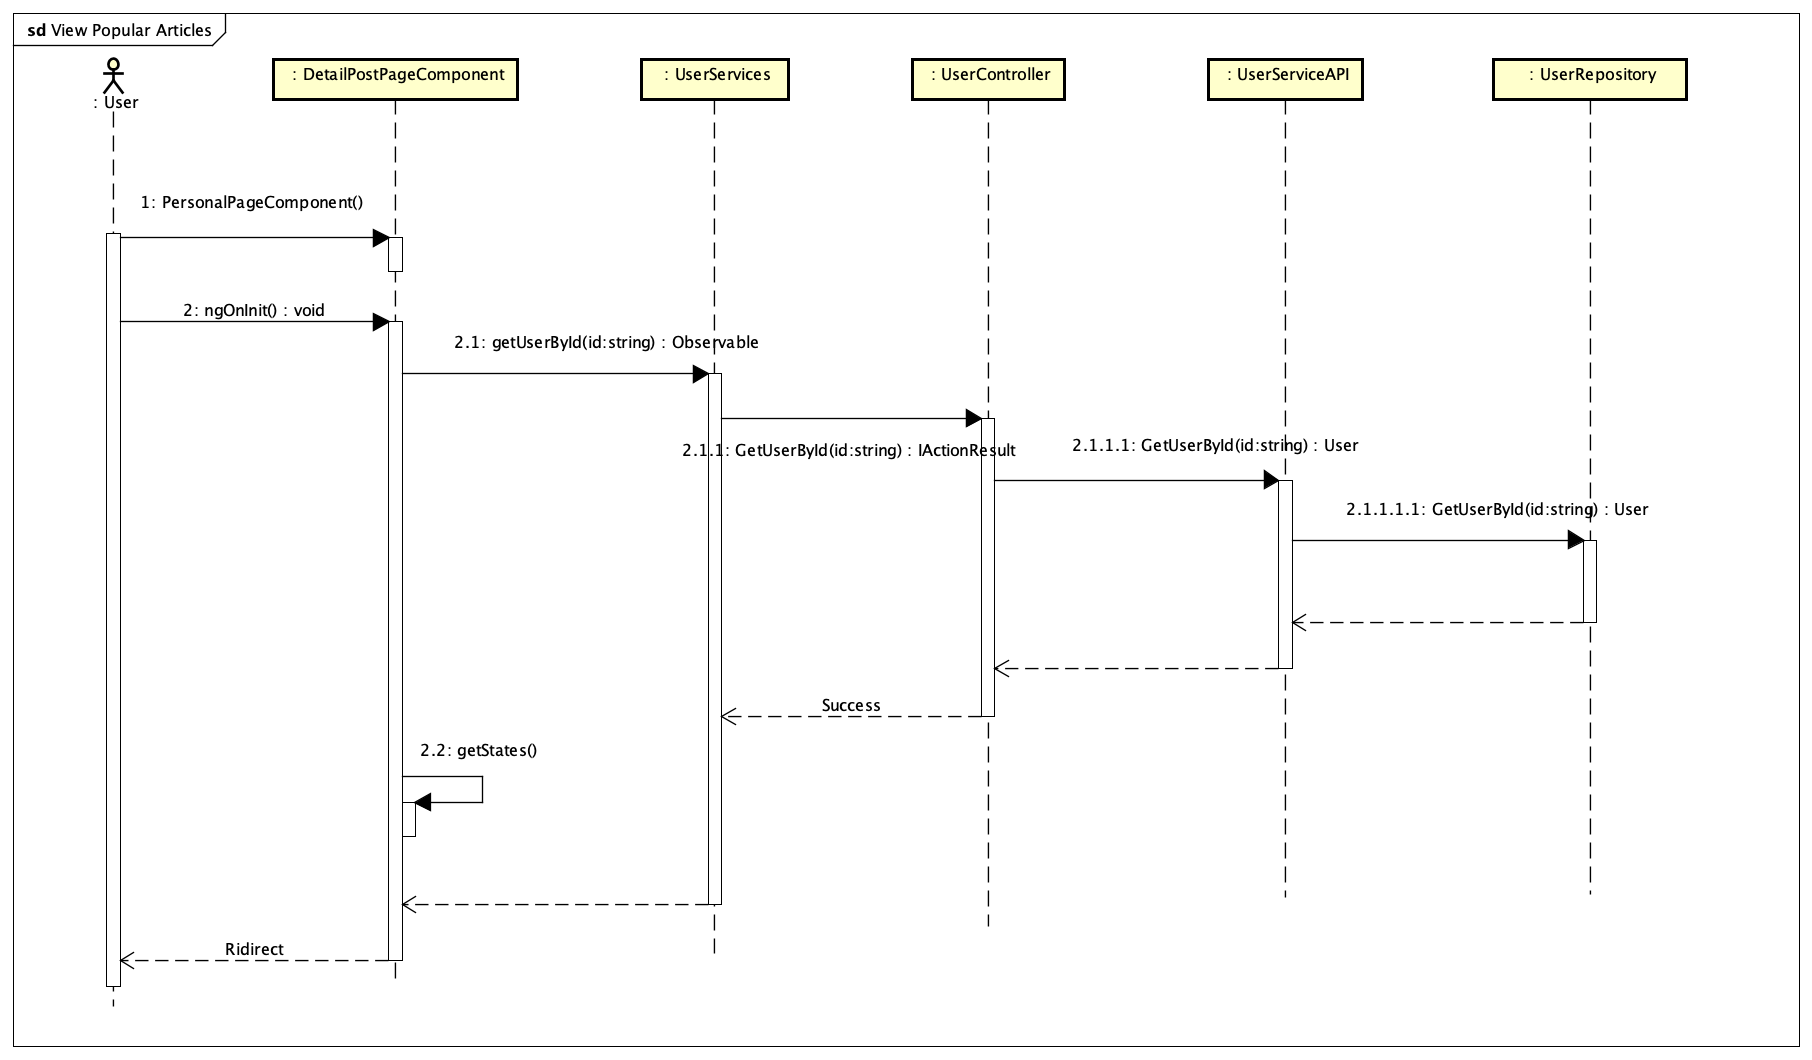 sd View Popular Articles
: User
: DetailPostPageComponent
: UserServices
: UserController
: UserServiceAPI
: UserRepository
1: PersonalPageComponent()
2: ngOnInit() : void
2.1: getUserById(id:string) : Observable
2.1.1: GetUserById(id:string) : IActionResult
2.1.1.1: GetUserById(id:string) : User
2.1.1.1.1: GetUserById(id:string) : User
Success
2.2: getStates()
Ridirect